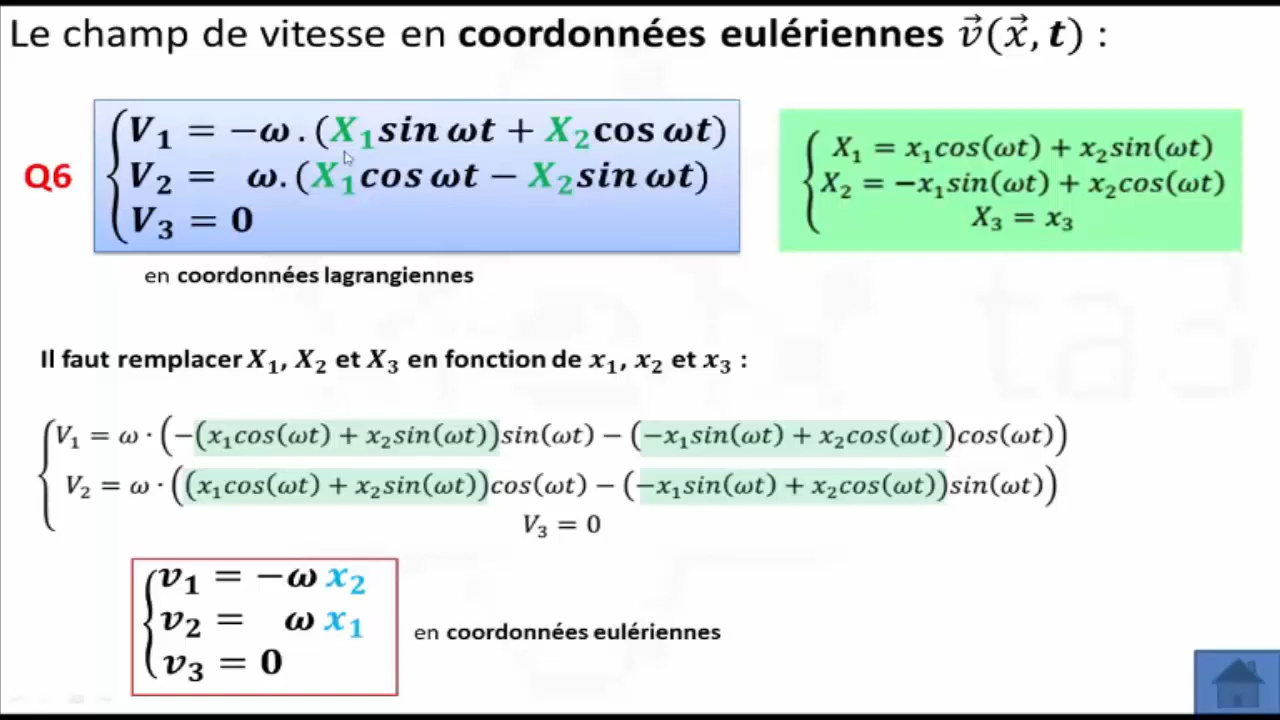 Le champ de vitesse en coordonnées eulériennes v⃗(x⃗, t) :
Q6
V₁ = −ω . (X₁sin ωt + X₂cos ωt)
V₂ = ω. (X₁cos ωt − X₂sin ωt)
V₃ = 0
X₁ = x₁cos(ωt) + x₂sin(ωt)
X₂ = −x₁sin(ωt) + x₂cos(ωt)
X₃ = x₃
en coordonnées lagrangiennes
Il faut remplacer X₁, X₂ et X₃ en fonction de x₁, x₂ et x₃ :
V₁ = ω · (−(x₁cos(ωt) + x₂sin(ωt))sin(ωt) − (−x₁sin(ωt) + x₂cos(ωt))cos(ωt))
V₂ = ω · ((x₁cos(ωt) + x₂sin(ωt))cos(ωt) − (−x₁sin(ωt) + x₂cos(ωt))sin(ωt))
V₃ = 0
v₁ = −ω x₂
v₂ = ω x₁
v₃ = 0
en coordonnées eulériennes